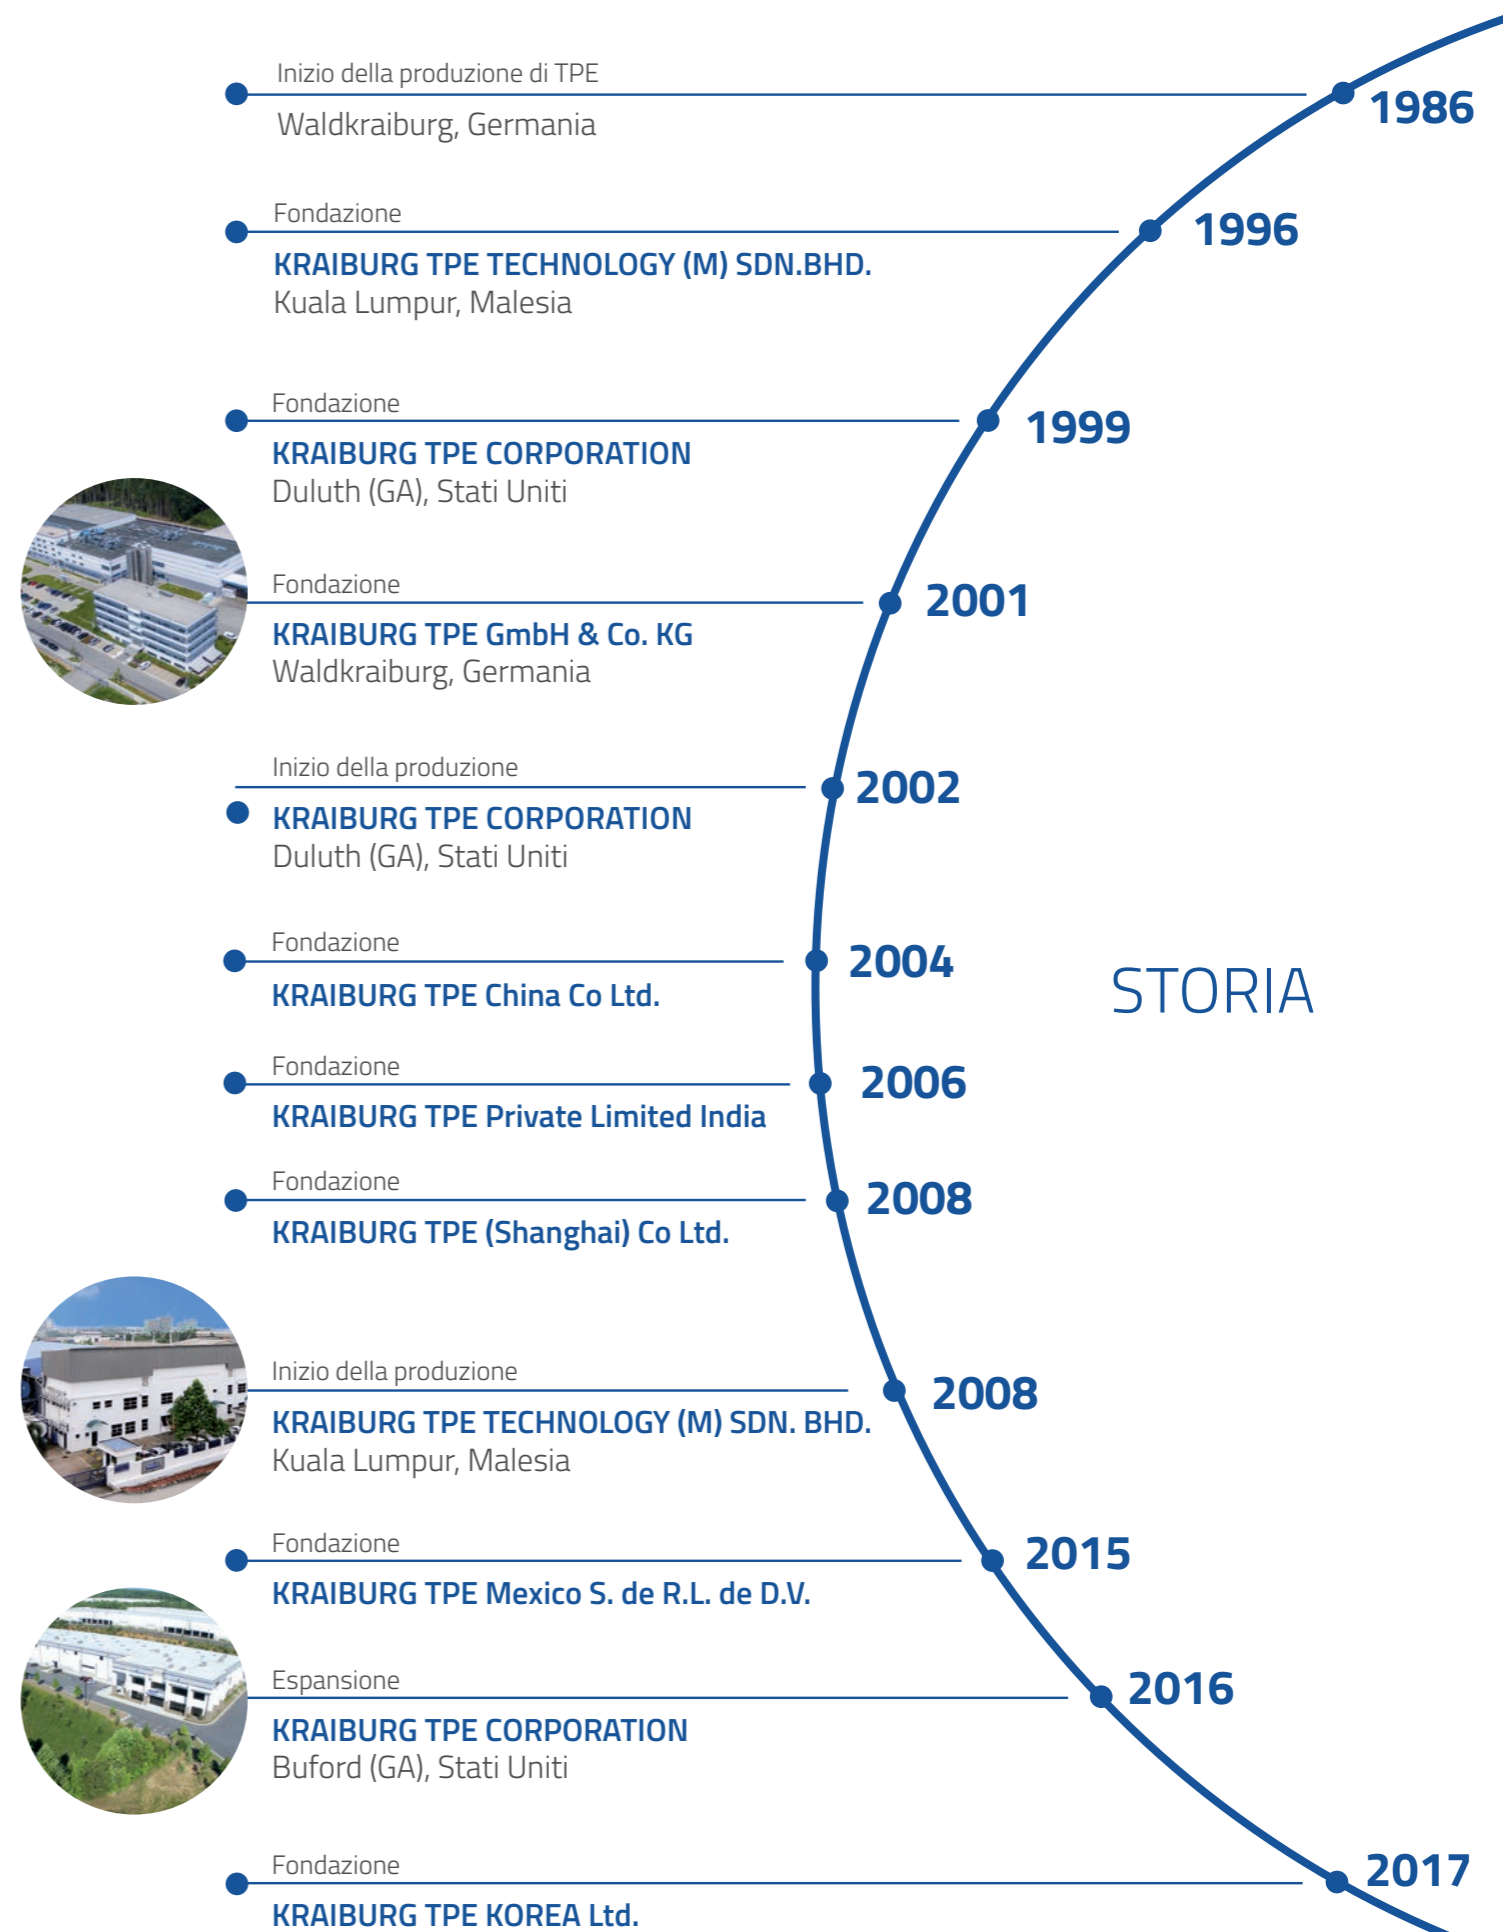 Inizio della produzione di TPE
1986
Waldkraiburg, Germania
Fondazione
1996
KRAIBURG TPE TECHNOLOGY (M) SDN.BHD.
Kuala Lumpur, Malesia
Fondazione
1999
KRAIBURG TPE CORPORATION
Duluth (GA), Stati Uniti
Fondazione
2001
KRAIBURG TPE GmbH & Co. KG
Waldkraiburg, Germania
Inizio della produzione
2002
KRAIBURG TPE CORPORATION
Duluth (GA), Stati Uniti
Fondazione
2004
KRAIBURG TPE China Co Ltd.
STORIA
Fondazione
2006
KRAIBURG TPE Private Limited India
Fondazione
2008
KRAIBURG TPE (Shanghai) Co Ltd.
Inizio della produzione
2008
KRAIBURG TPE TECHNOLOGY (M) SDN. BHD.
Kuala Lumpur, Malesia
Fondazione
2015
KRAIBURG TPE Mexico S. de R.L. de D.V.
Espansione
2016
KRAIBURG TPE CORPORATION
Buford (GA), Stati Uniti
Fondazione
2017
KRAIBURG TPE KOREA Ltd.